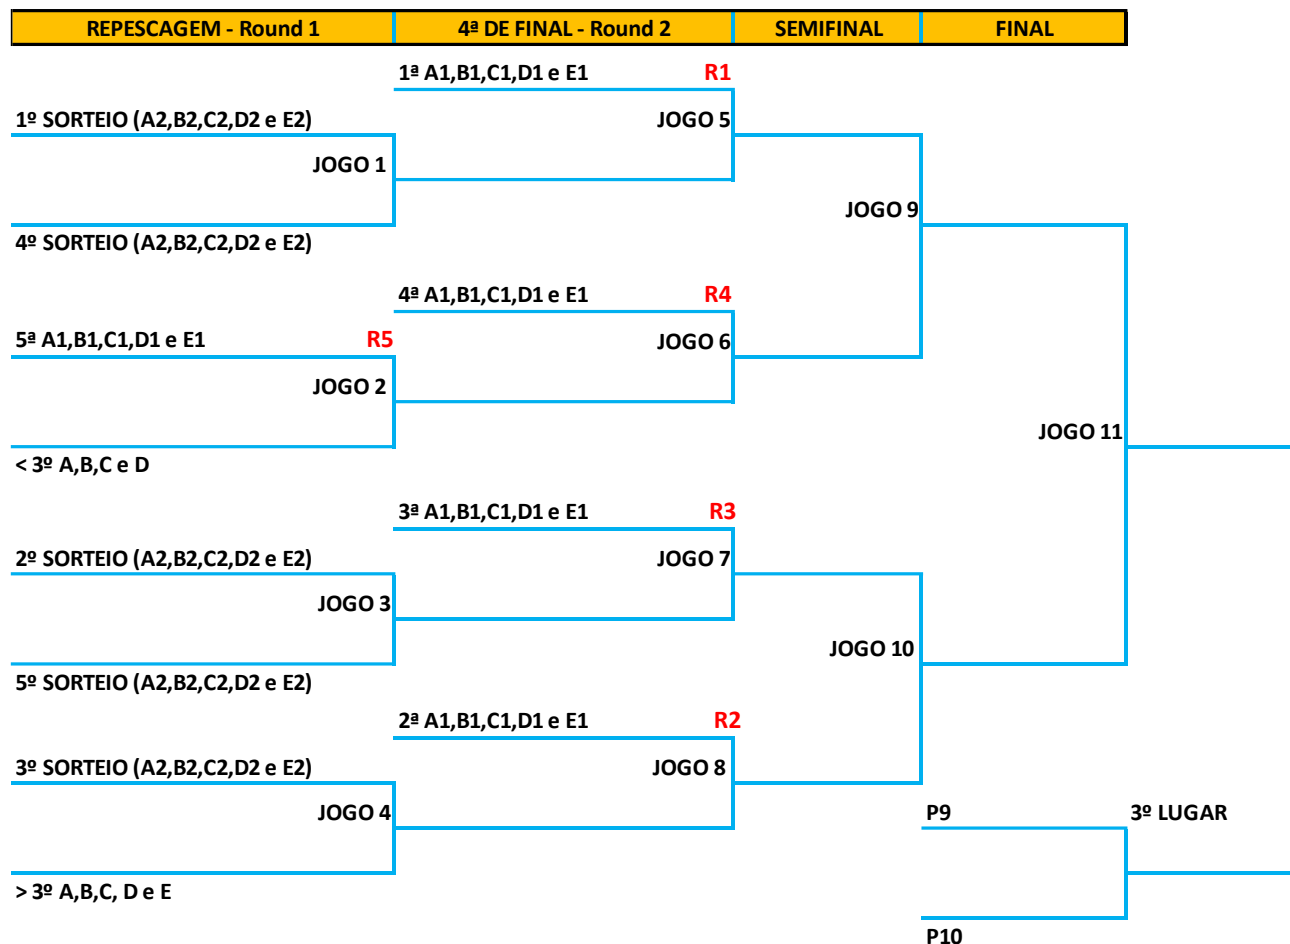 REPESCAGEM - Round 1 4ª DE FINAL - Round 2 SEMIFINAL FINAL
1ª A1,B1,C1,D1 e E1 R1
1º SORTEIO (A2,B2,C2,D2 e E2) JOGO 5
JOGO 1
JOGO 9
4º SORTEIO (A2,B2,C2,D2 e E2)
4ª A1,B1,C1,D1 e E1 R4
5ª A1,B1,C1,D1 e E1 R5 JOGO 6
JOGO 2
JOGO 11
< 3º A,B,C e D
3ª A1,B1,C1,D1 e E1 R3
2º SORTEIO (A2,B2,C2,D2 e E2) JOGO 7
JOGO 3
JOGO 10
5º SORTEIO (A2,B2,C2,D2 e E2)
2ª A1,B1,C1,D1 e E1 R2
3º SORTEIO (A2,B2,C2,D2 e E2) JOGO 8
JOGO 4 P9 3º LUGAR
> 3º A,B,C, D e E
P10